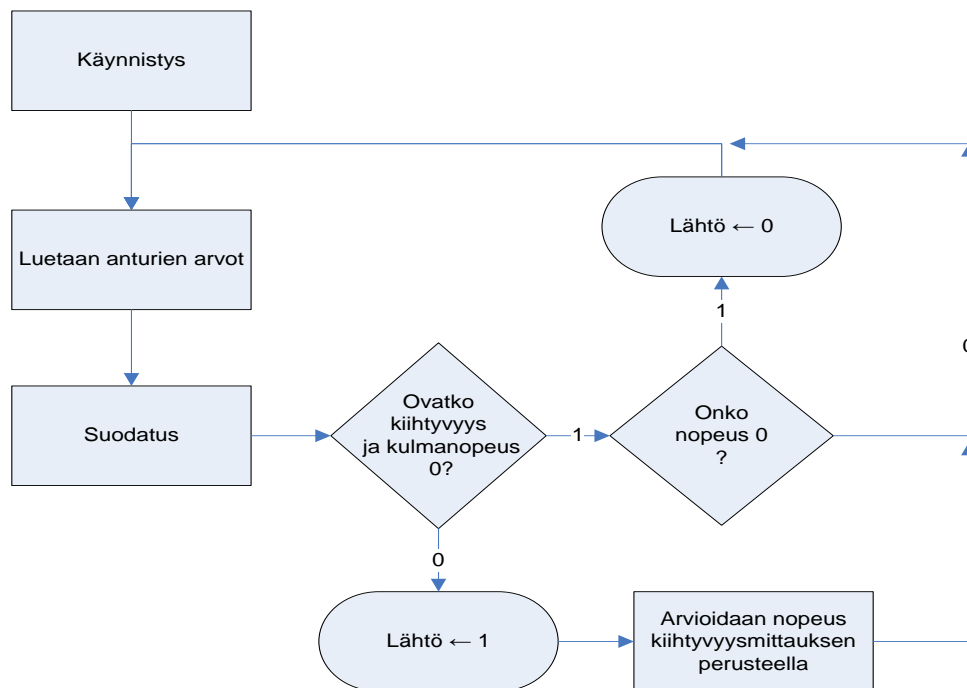 Käynnistys
Luetaan anturien arvot
Suodatus
Ovatko
kiihtyvyys
ja kulmanopeus
0?
1
Onko
nopeus 0
?
1
Lähtö ← 0
0
0
Lähtö ← 1
Arvioidaan nopeus
kiihtyvyysmittauksen
perusteella